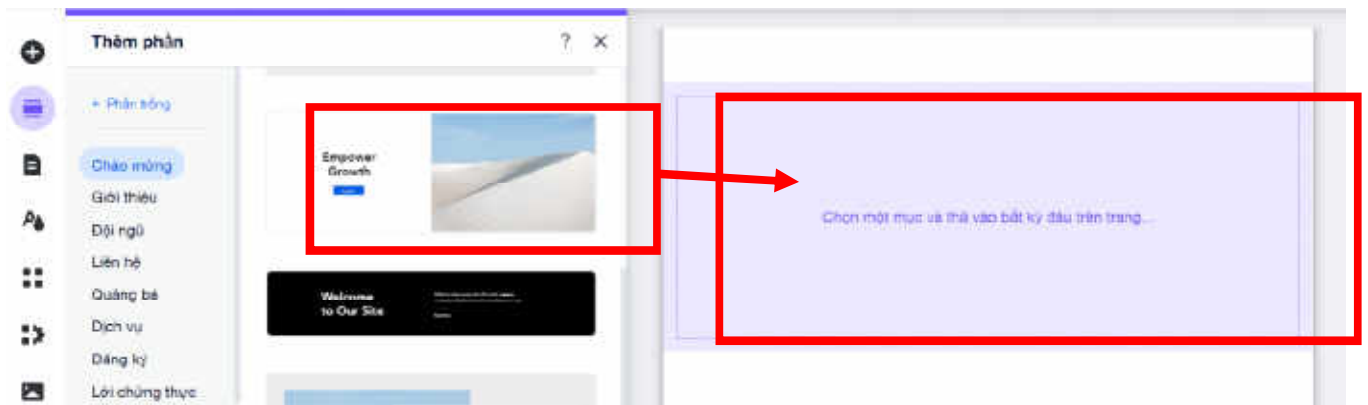 Thêm phần
?
×
+ Phần trống
Chào mừng
Giới thiệu
Đội ngũ
Liên hệ
Quảng bá
Dịch vụ
Đăng ký
Lời chứng thực
Empower
Growth
Welcome
to Our Site
Chọn một mục và thả vào bất kỳ đâu trên trang...